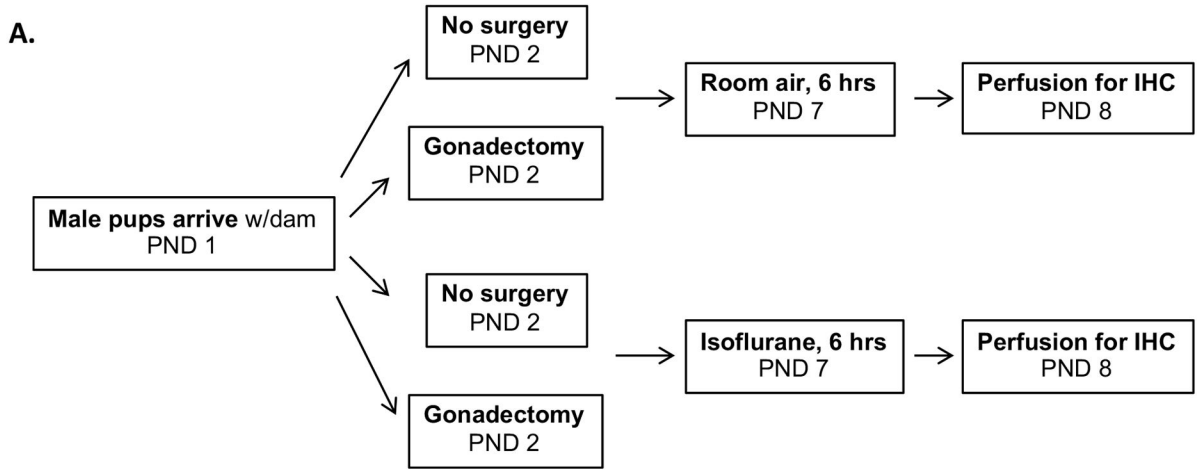 A.
No surgery
PND 2
Gonadectomy
PND 2
Room air, 6 hrs
PND 7
Perfusion for IHC
PND 8
Male pups arrive w/dam
PND 1
No surgery
PND 2
Gonadectomy
PND 2
Isoflurane, 6 hrs
PND 7
Perfusion for IHC
PND 8